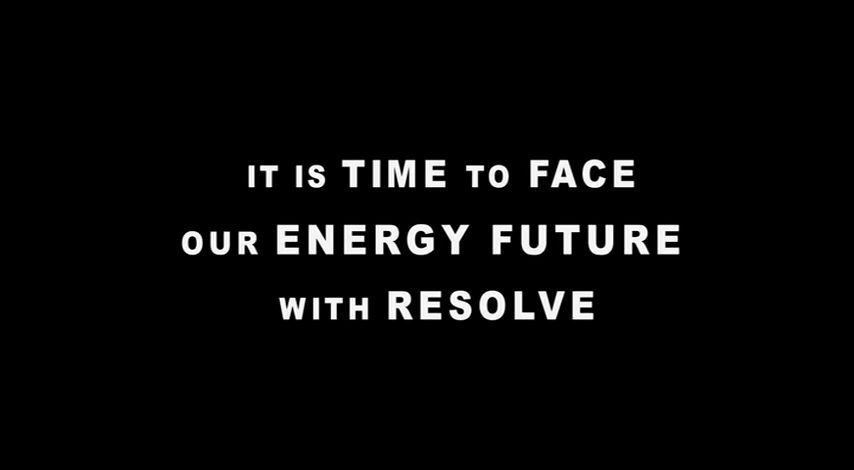 IT IS TIME TO FACE
OUR ENERGY FUTURE
WITH RESOLVE